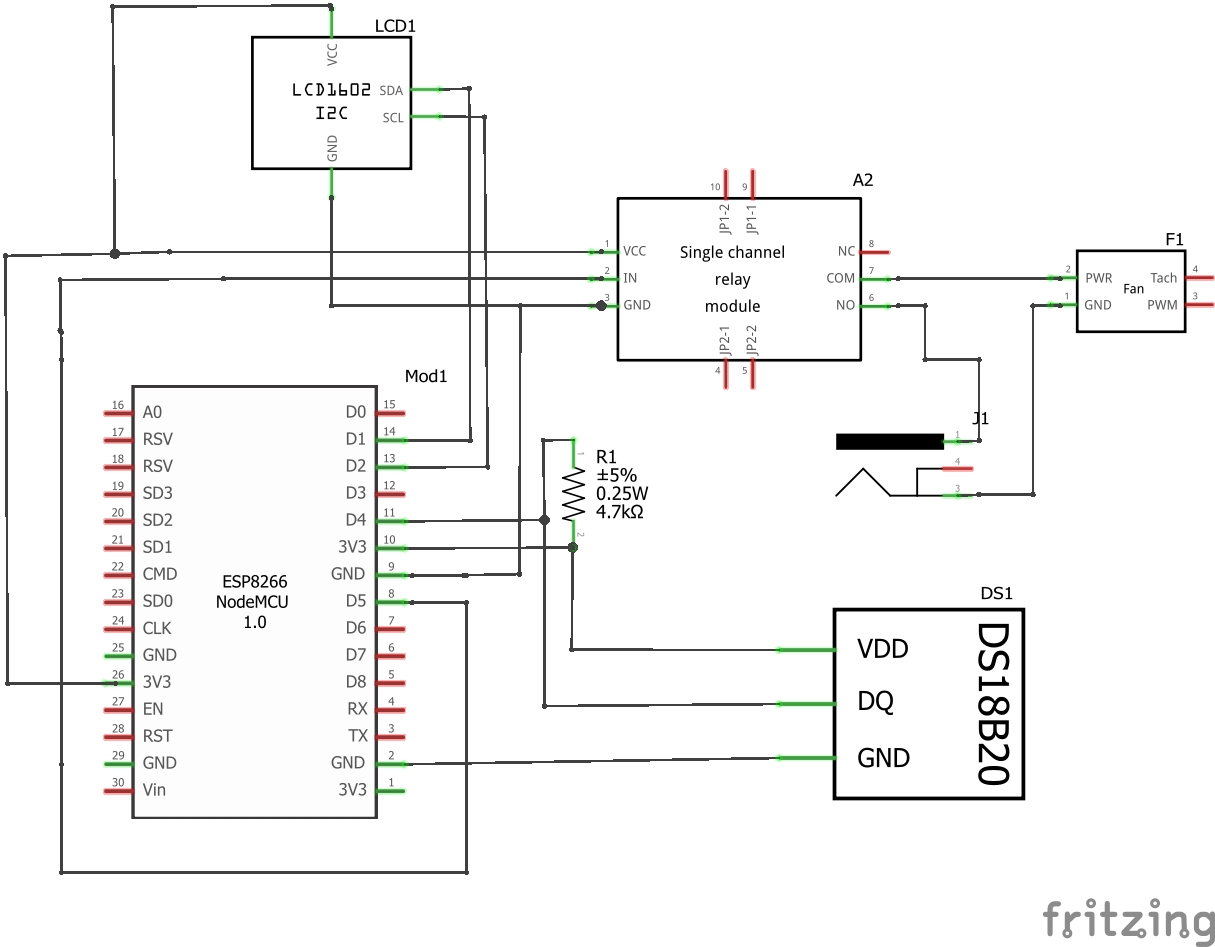 LCD1
VCC
LCD1602
I2C
SDA
SCL
GND
A2
10
9
JP1-2
JP1-1
1
VCC
2
IN
3
GND
Single channel
relay
module
NC
8
COM
7
NO
6
JP2-1
JP2-2
4
5
F1
2
PWR
1
GND
Fan
Tach
4
PWM
3
Mod1
16
A0
17
RSV
18
RSV
19
SD3
20
SD2
21
SD1
22
CMD
23
SD0
24
CLK
25
GND
26
3V3
27
EN
28
RST
29
GND
30
Vin
ESP8266
NodeMCU
1.0
D0
15
D1
14
D2
13
D3
12
D4
11
3V3
10
GND
9
D5
8
D6
7
D7
6
D8
5
RX
4
TX
3
GND
2
3V3
1
1
R1
±5%
0.25W
4.7kΩ
2
J1
1
4
3
DS1
VDD
DQ
GND
DS18B20
fritzing